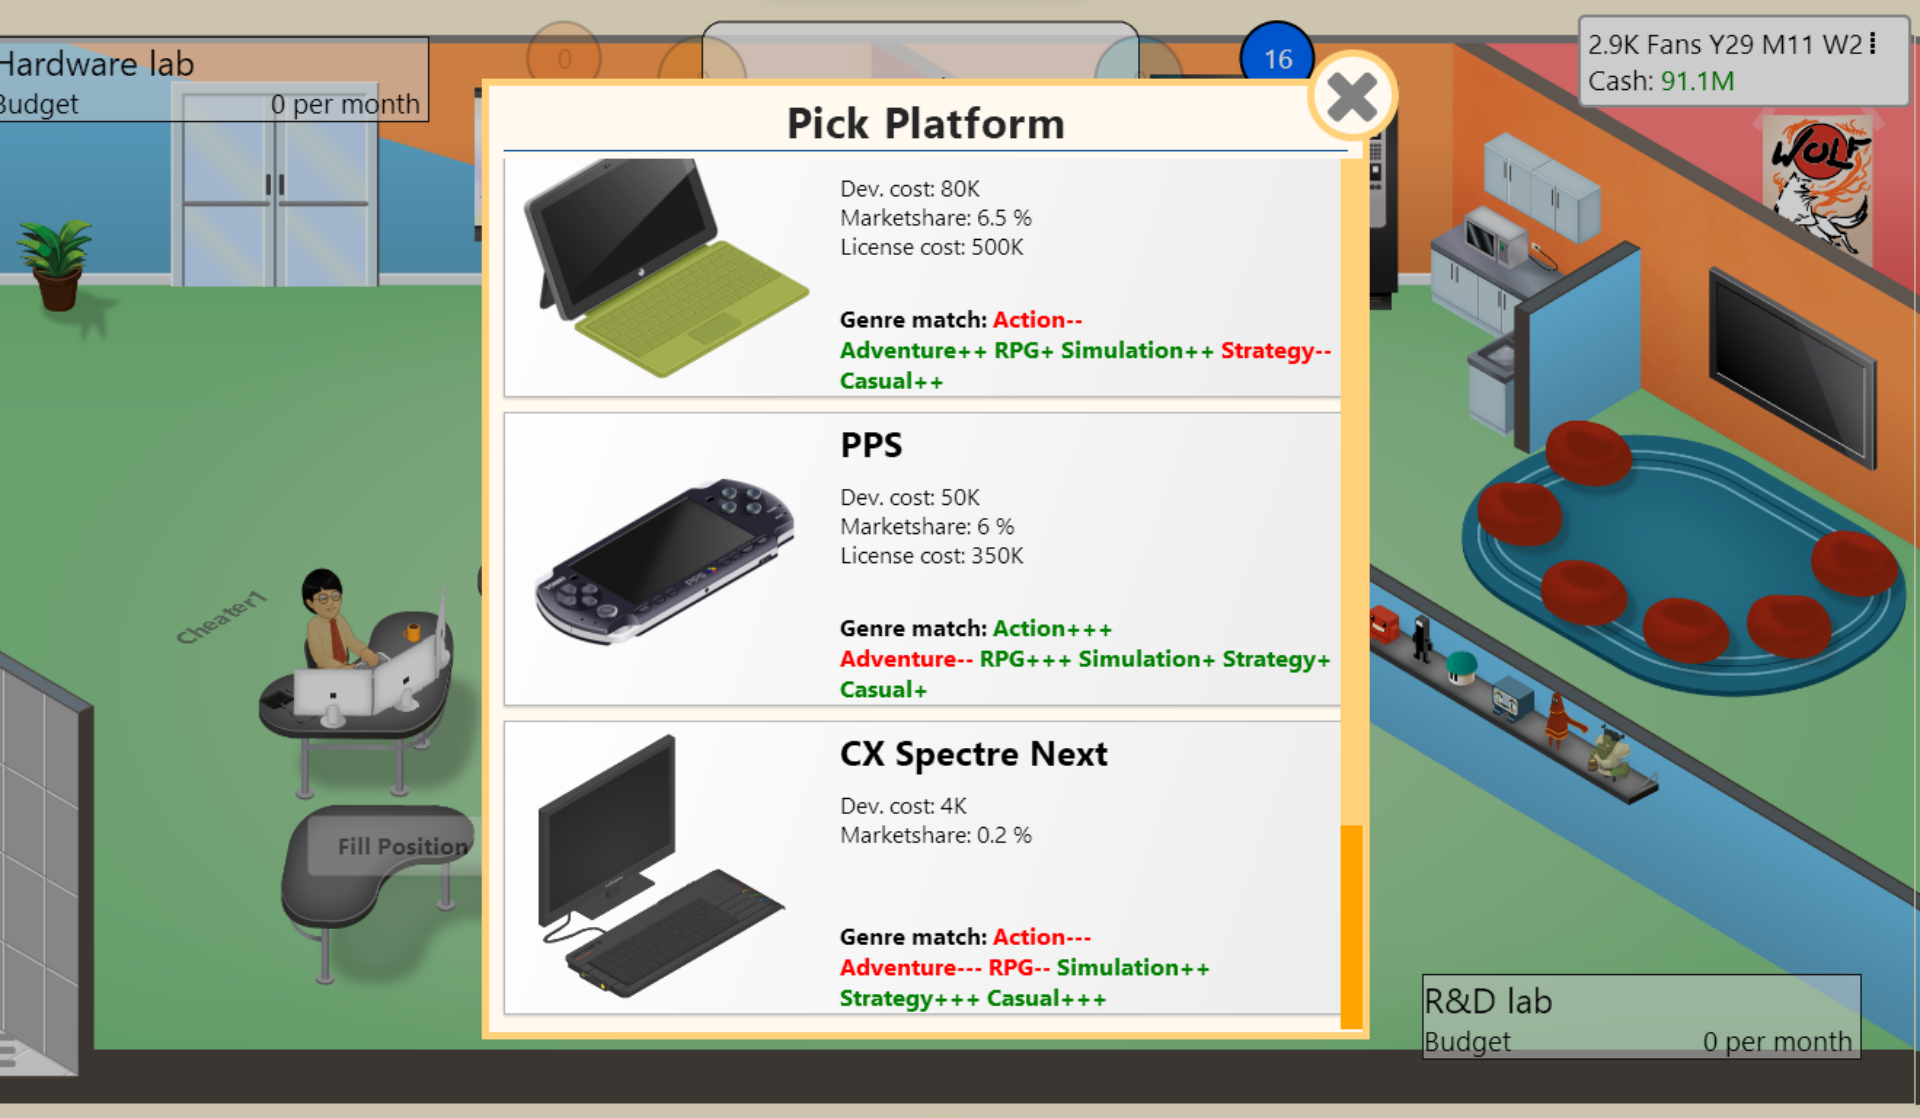 Hardware lab
Budget 0 per month
0
16
2.9K Fans Y29 M11 W2
Cash: 91.1M
Pick Platform
Dev. cost: 80K
Marketshare: 6.5 %
License cost: 500K
Genre match: Action--
Adventure++ RPG+ Simulation++ Strategy--
Casual++
PPS
Dev. cost: 50K
Marketshare: 6 %
License cost: 350K
Genre match: Action+++
Adventure-- RPG+++ Simulation+ Strategy+
Casual+
CX Spectre Next
Dev. cost: 4K
Marketshare: 0.2 %
Genre match: Action---
Adventure--- RPG-- Simulation++
Strategy+++ Casual+++
WOLF
PPS
Cheater1
Fill Position
R&D lab
Budget 0 per month